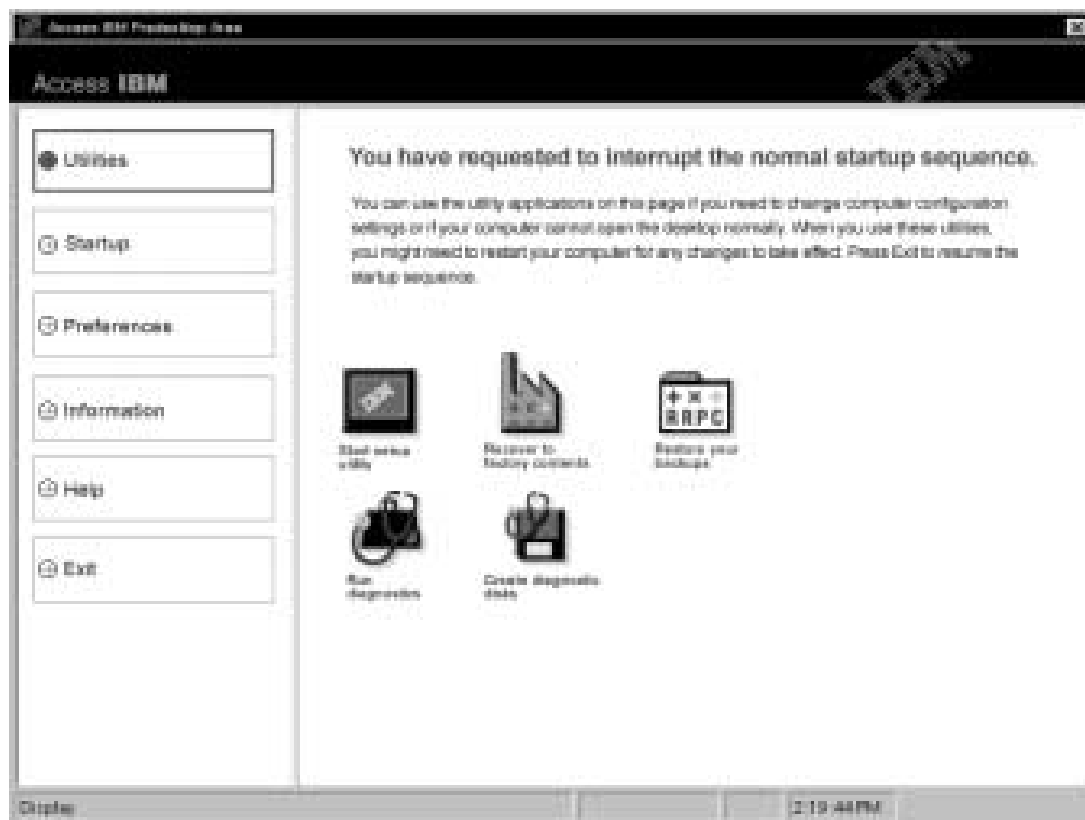 Access IBM Predesktop Area
Access IBM
IBM
Utilities
Startup
Preferences
Information
Help
Exit
You have requested to interrupt the normal startup sequence.
You can use the utility applications on this page if you need to change computer configuration
settings or if your computer cannot open the desktop normally. When you use these utilities,
you might need to restart your computer for any changes to take effect. Press Exit to resume the
startup sequence.
Start setup
utility
Recover to
factory contents
RRPC
Restore your
backups
Run
diagnostics
Create diagnostic
disks
Display
2:19:44 PM